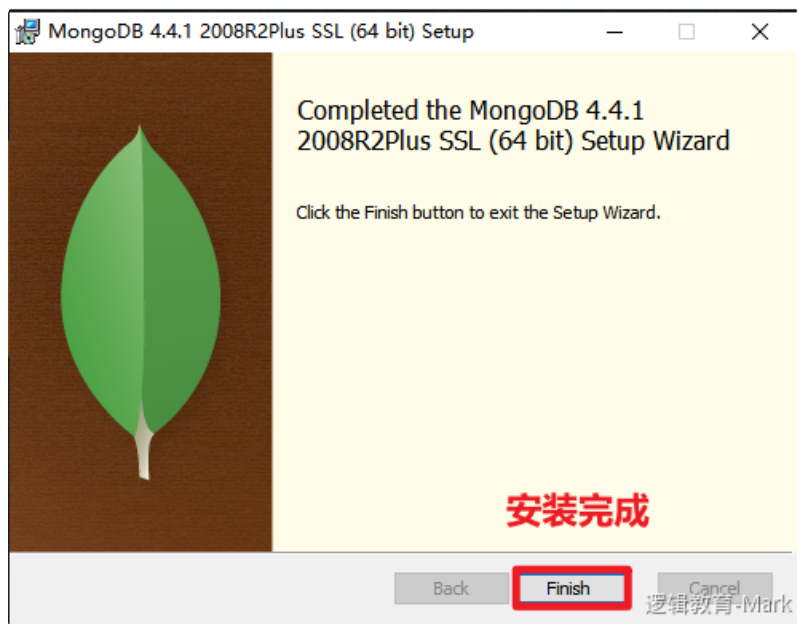 MongoDB 4.4.1 2008R2Plus SSL (64 bit) Setup
Completed the MongoDB 4.4.1
2008R2Plus SSL (64 bit) Setup Wizard
Click the Finish button to exit the Setup Wizard.
安装完成
Back
Finish
Cancel
逻辑教育-Mark